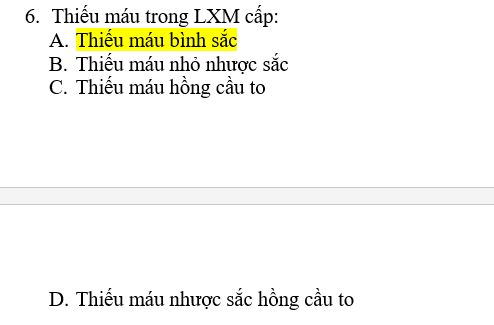 6. Thiếu máu trong LXM cấp:
A. Thiếu máu bình sắc
B. Thiếu máu nhỏ nhược sắc
C. Thiếu máu hồng cầu to
D. Thiếu máu nhược sắc hồng cầu to